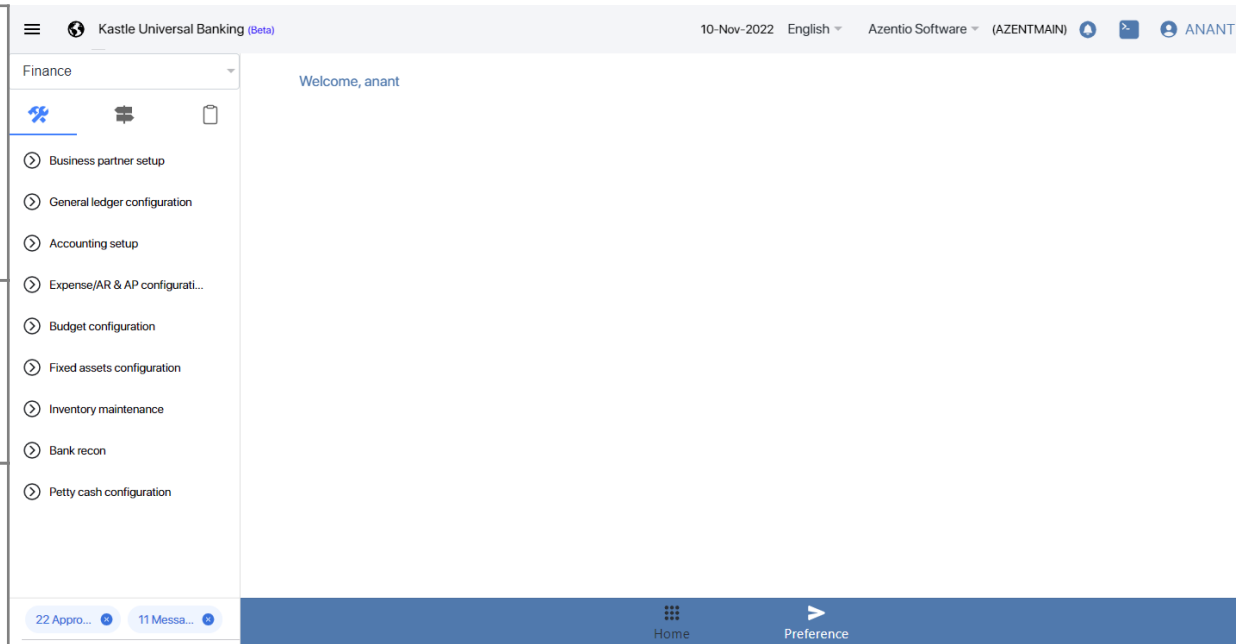 Kastle Universal Banking (Beta) 10-Nov-2022 English Azentio Software (AZENTMAIN) ANANT
Finance
Welcome, anant
Business partner setup
General ledger configuration
Accounting setup
Expense/AR & AP configurati...
Budget configuration
Fixed assets configuration
Inventory maintenance
Bank recon
Petty cash configuration
22 Appro... 11 Messa...
Home Preference